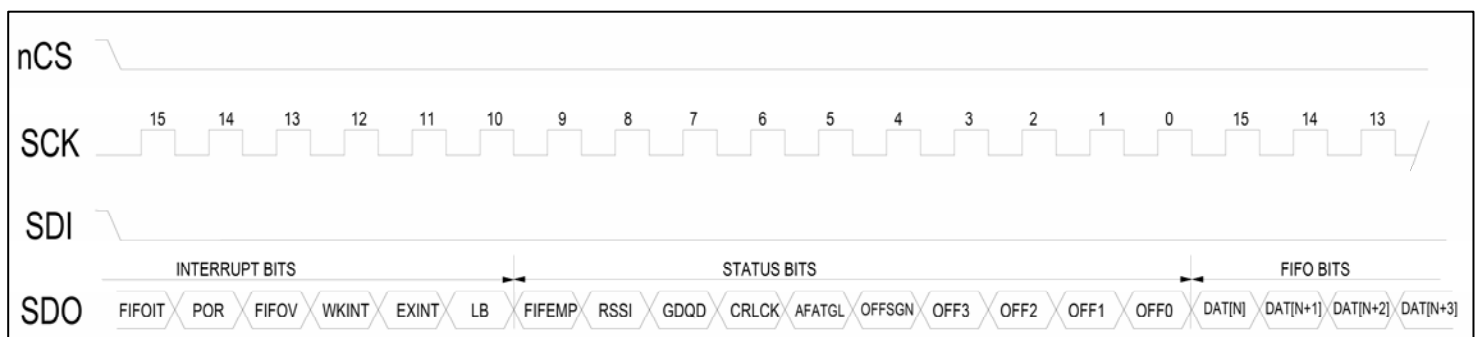 nCS
15 14 13 12 11 10 9 8 7 6 5 4 3 2 1 0 15 14 13
SCK
SDI
INTERRUPT BITS STATUS BITS FIFO BITS
SDO FIFOIT POR FIFOV WKINT EXINT LB FIFEMP RSSI GDQD CRLCK AFATGL OFFSGN OFF3 OFF2 OFF1 OFF0 DAT[N] DAT[N+1] DAT[N+2] DAT[N+3]